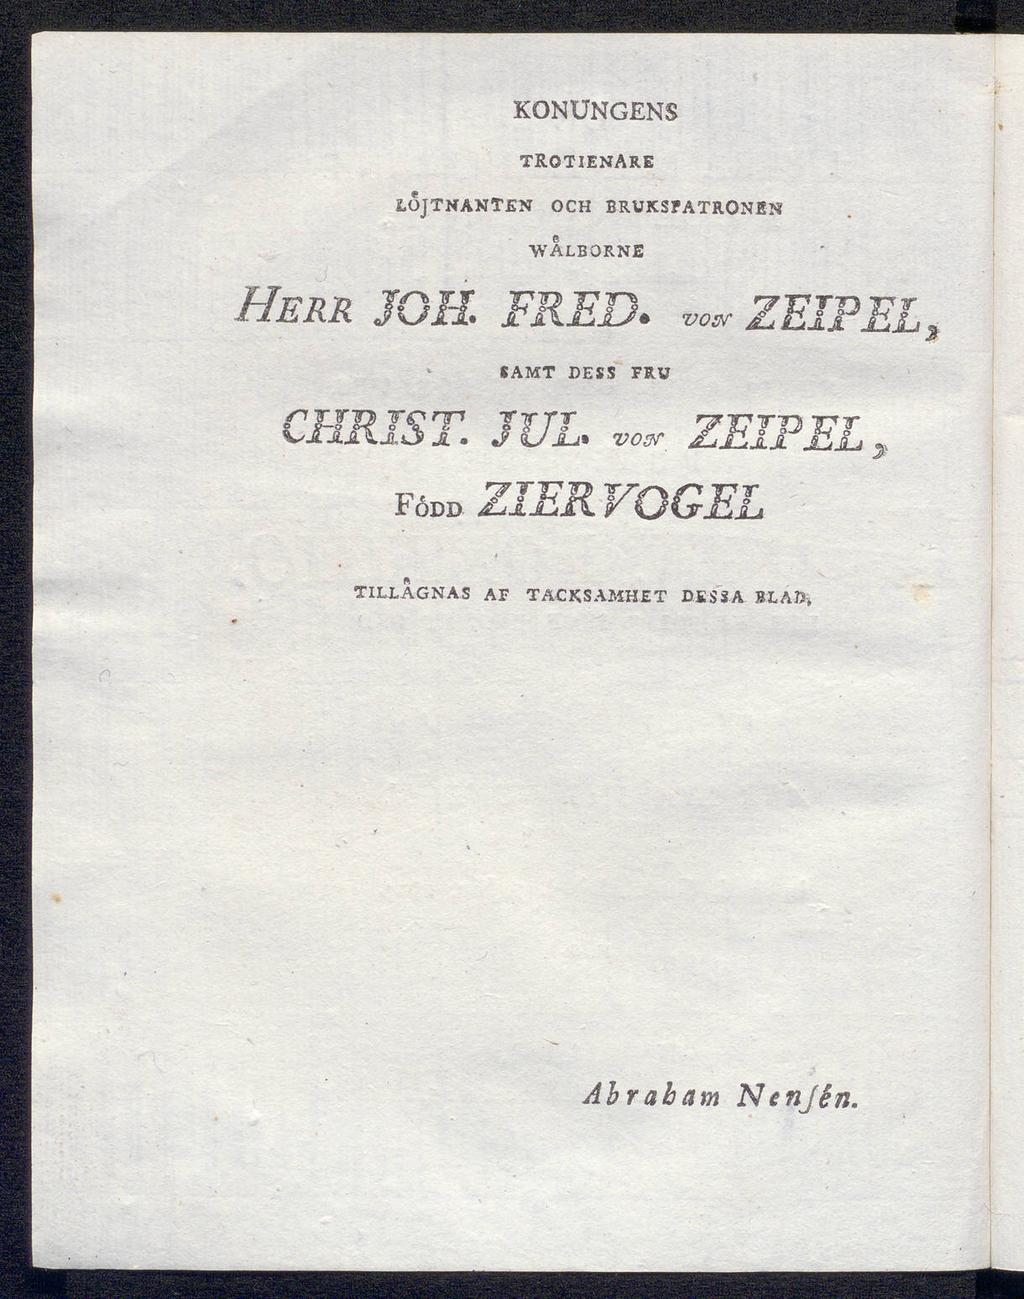 KONUNGENS
TROTIENARE
LÖJTNANTEN OCH BRUKSPATRONEN
WÅLBORNE
HERR JOH. FRED. VON ZEIPEL,
SAMT DESS FRU
CHRIST. JUL. VON ZEIPEL,
FÖDD ZIERVOGEL
TILLÅGNAS AF TACKSAMHET DESSA BLAD,
Abraham Nenſén.